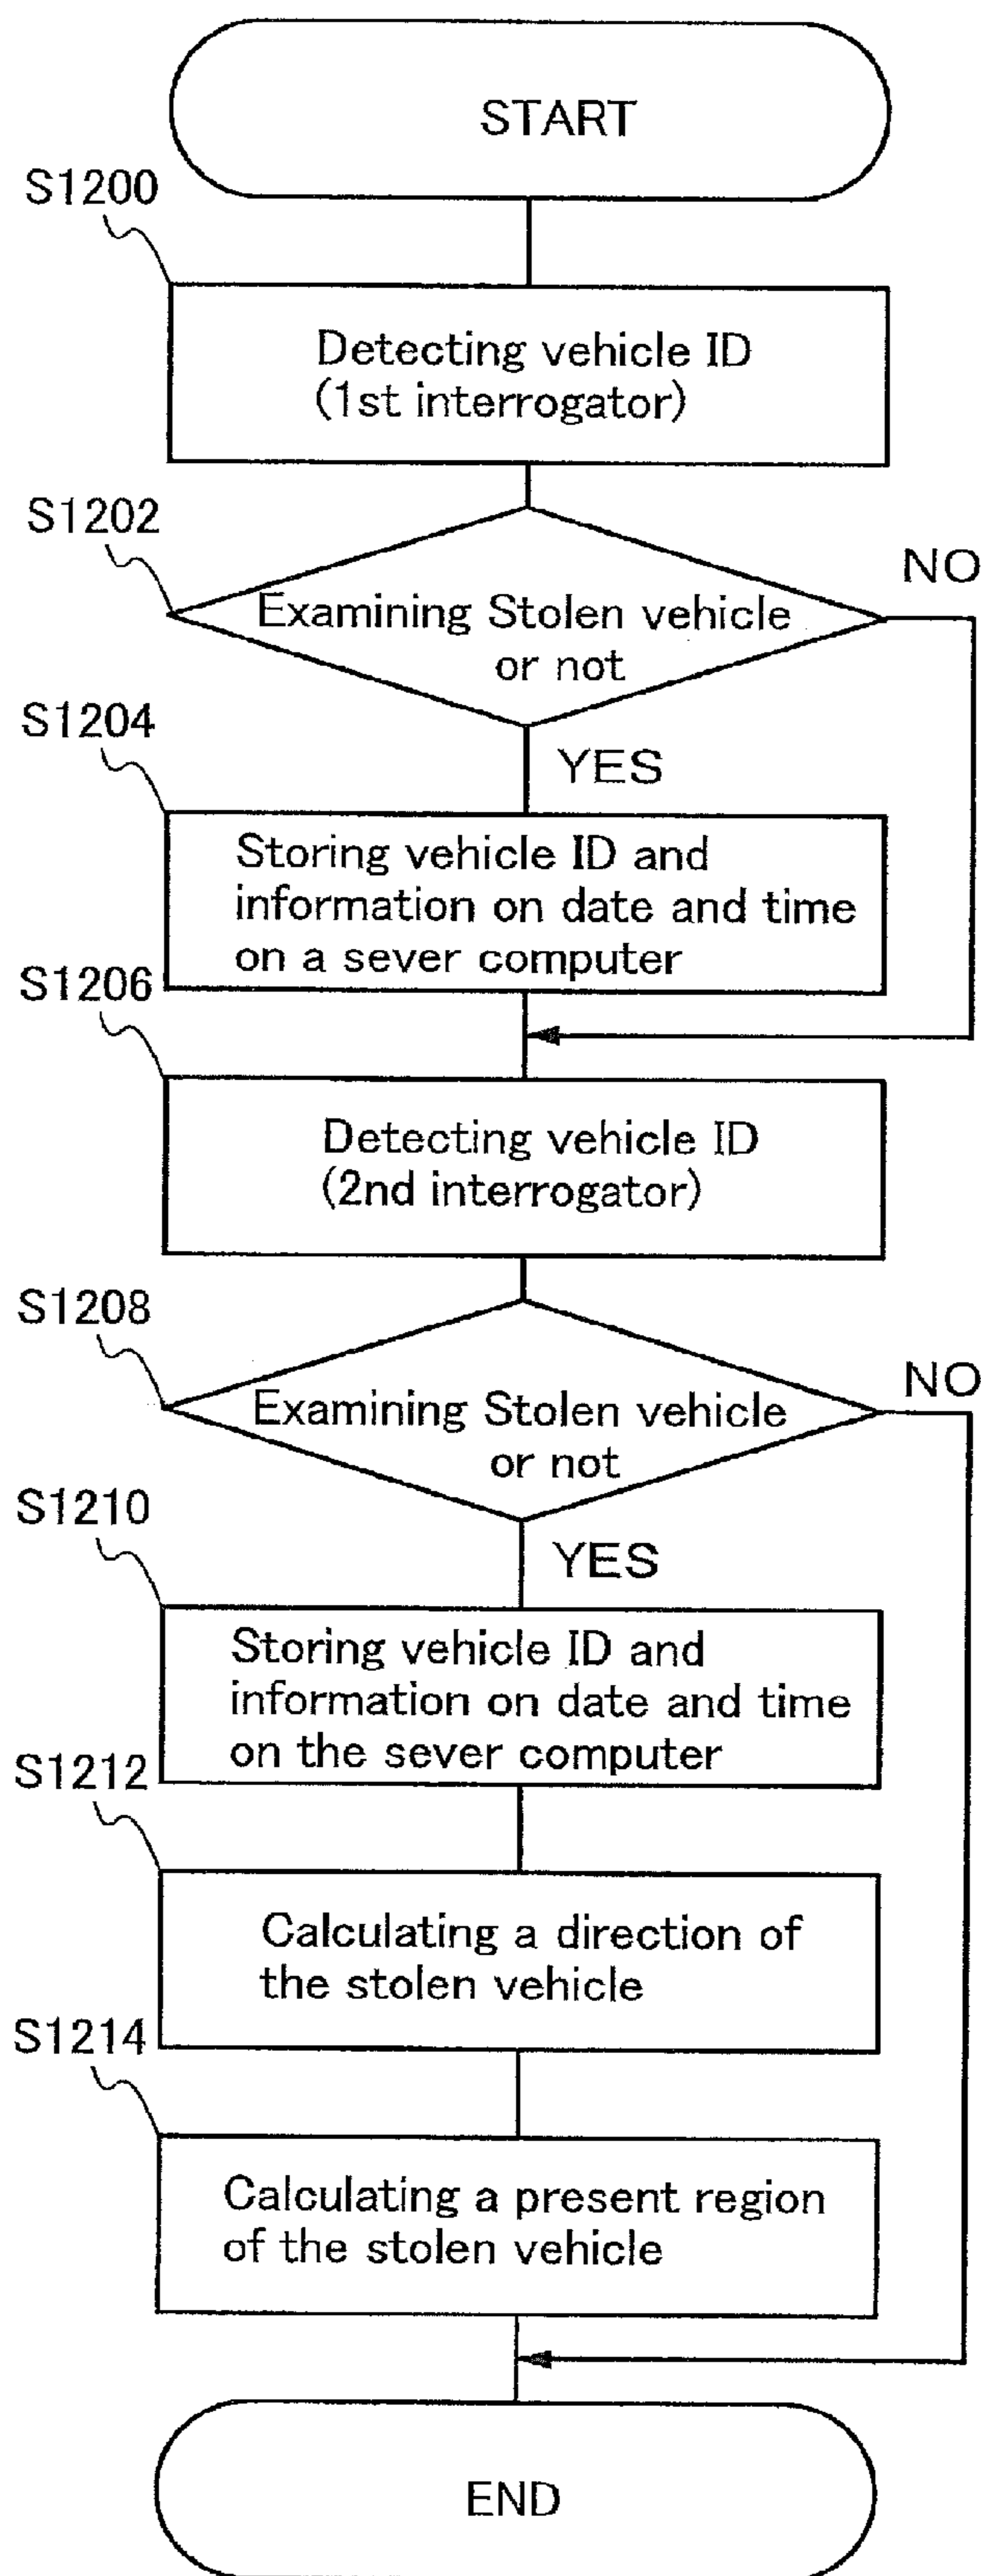 START
S1200
Detecting vehicle ID
(1st interrogator)
S1202
NO
Examining Stolen vehicle
or not
S1204
YES
Storing vehicle ID and
information on date and time
on a sever computer
S1206
Detecting vehicle ID
(2nd interrogator)
S1208
NO
Examining Stolen vehicle
or not
S1210
YES
Storing vehicle ID and
information on date and time
on the sever computer
S1212
Calculating a direction of
the stolen vehicle
S1214
Calculating a present region
of the stolen vehicle
END